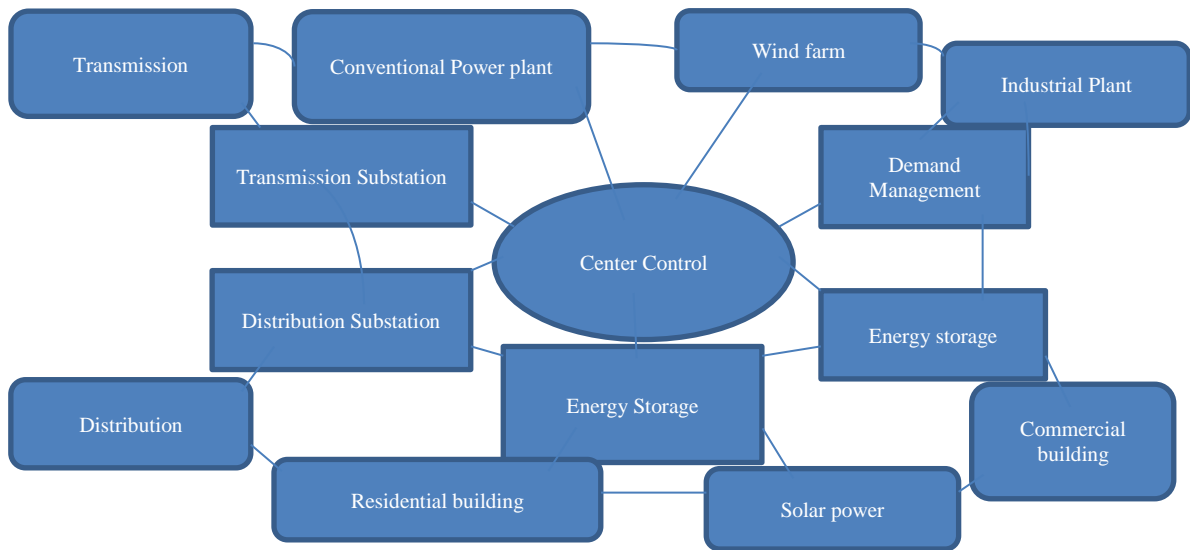 Transmission
Conventional Power plant
Wind farm
Industrial Plant
Transmission Substation
Demand
Management
Center Control
Distribution Substation
Energy storage
Energy Storage
Distribution
Commercial
building
Residential building
Solar power